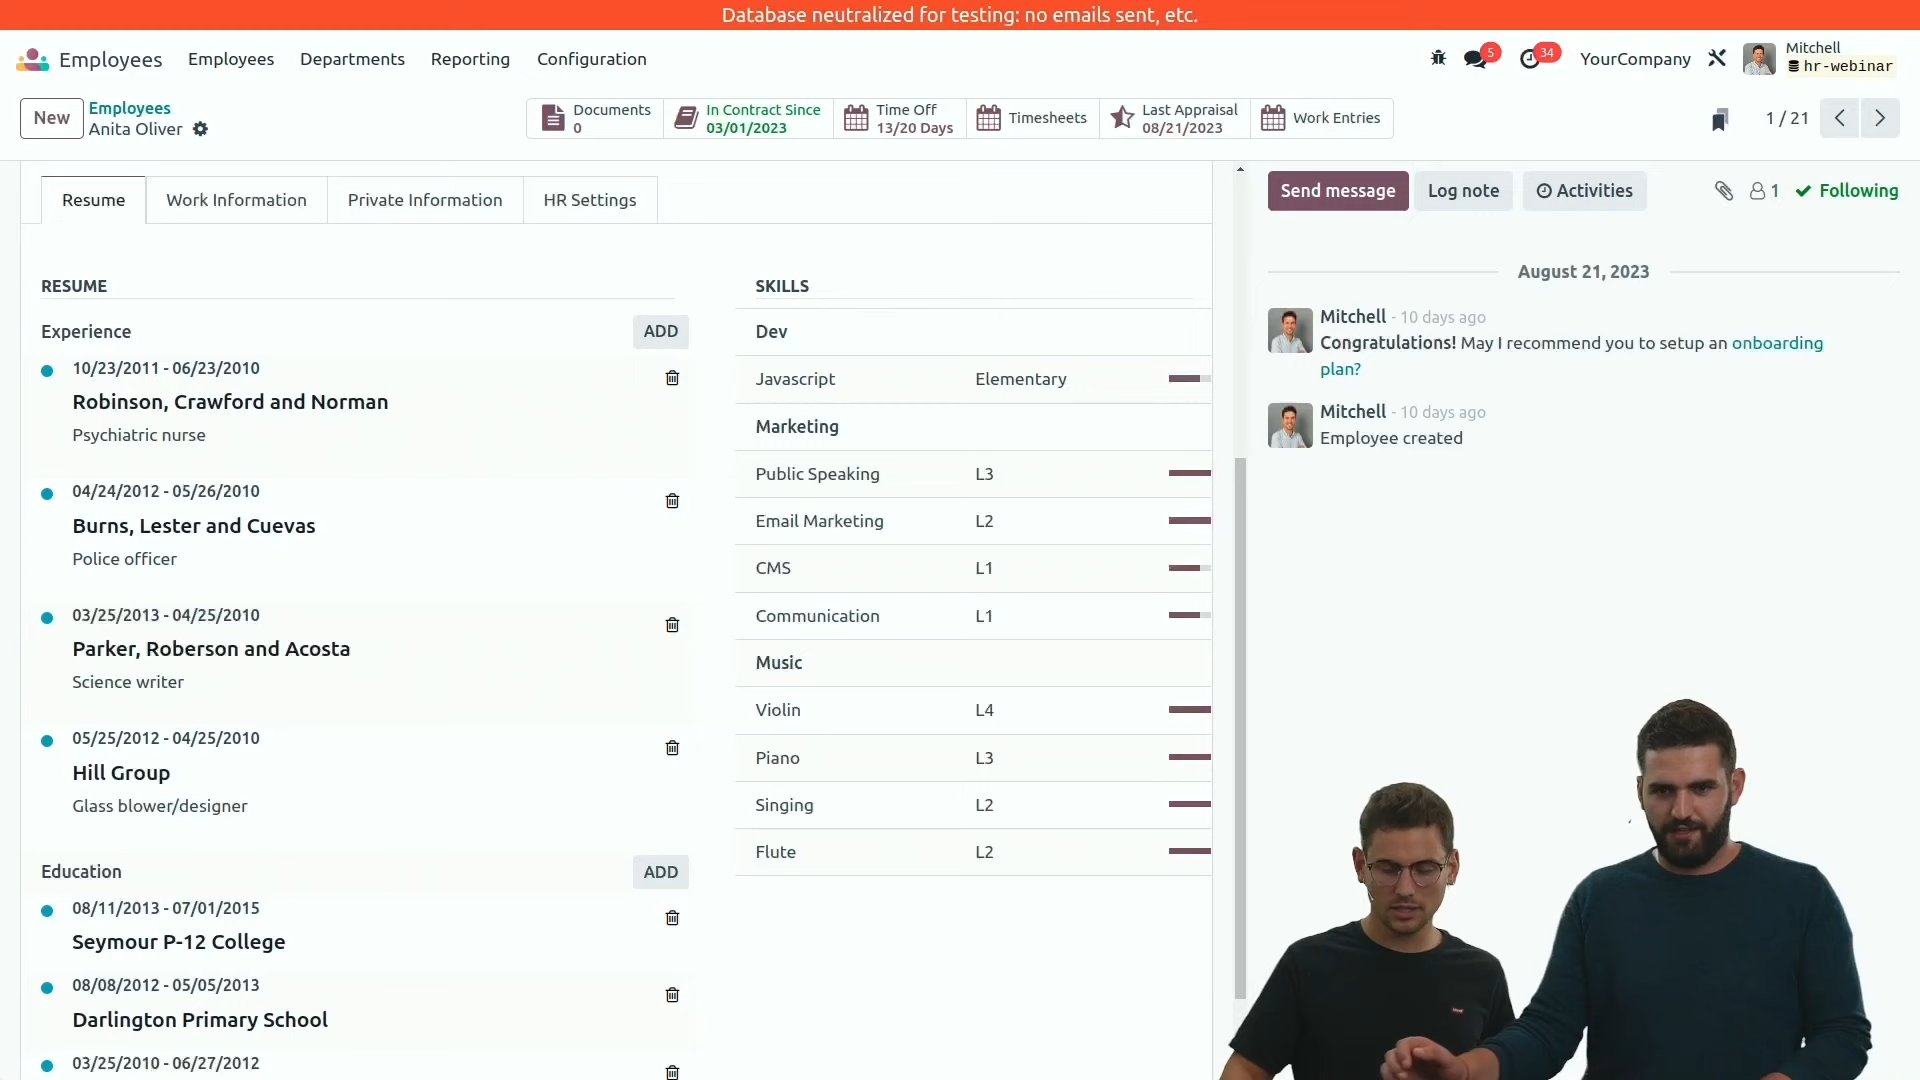 Database neutralized for testing: no emails sent, etc.
Employees
Employees
Departments
Reporting
Configuration
5
34
YourCompany
Mitchell
hr-webinar
New
Employees
Anita Oliver
Documents
0
In Contract Since
03/01/2023
Time Off
13/20 Days
Timesheets
Last Appraisal
08/21/2023
Work Entries
1 / 21
Resume
Work Information
Private Information
HR Settings
Send message
Log note
Activities
1
Following
RESUME
Experience
ADD
10/23/2011 - 06/23/2010
Robinson, Crawford and Norman
Psychiatric nurse
04/24/2012 - 05/26/2010
Burns, Lester and Cuevas
Police officer
03/25/2013 - 04/25/2010
Parker, Roberson and Acosta
Science writer
05/25/2012 - 04/25/2010
Hill Group
Glass blower/designer
Education
ADD
08/11/2013 - 07/01/2015
Seymour P-12 College
08/08/2012 - 05/05/2013
Darlington Primary School
03/25/2010 - 06/27/2012
SKILLS
Dev
Javascript Elementary
Marketing
Public Speaking L3
Email Marketing L2
CMS L1
Communication L1
Music
Violin L4
Piano L3
Singing L2
Flute L2
August 21, 2023
Mitchell - 10 days ago
Congratulations! May I recommend you to setup an onboarding
plan?
Mitchell - 10 days ago
Employee created